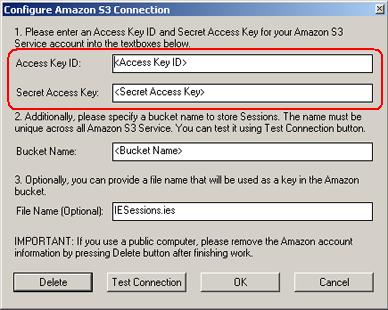 Configure Amazon S3 Connection
1. Please enter an Access Key ID and Secret Access Key for your Amazon S3
Service account into the textboxes below.
Access Key ID: <Access Key ID>
Secret Access Key: <Secret Access Key>
2. Additionally, please specify a bucket name to store Sessions. The name must be
unique across all Amazon S3 Service. You can test it using Test Connection button.
Bucket Name: <Bucket Name>
3. Optionally, you can provide a file name that will be used as a key in the Amazon
bucket.
File Name (Optional): IESessions.ies
IMPORTANT: If you use a public computer, please remove the Amazon account
information by pressing Delete button after finishing work.
Delete Test Connection OK Cancel